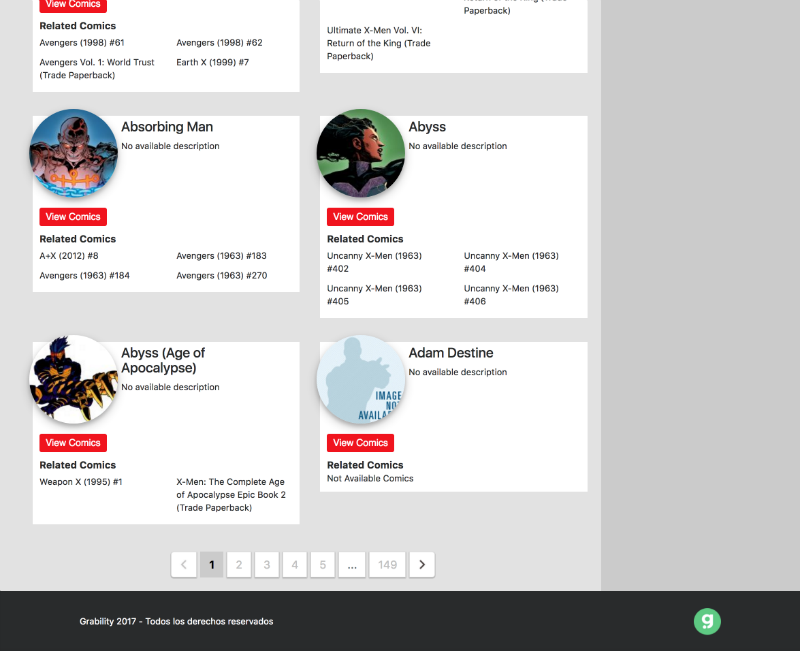 View Comics
Related Comics
Avengers (1998) #61
Avengers (1998) #62
Avengers Vol. 1: World Trust
(Trade Paperback)
Earth X (1999) #7
Paperback)
Ultimate X-Men Vol. VI:
Return of the King (Trade
Paperback)
Absorbing Man
No available description
View Comics
Related Comics
A+X (2012) #8
Avengers (1963) #183
Avengers (1963) #184
Avengers (1963) #270
Abyss
No available description
View Comics
Related Comics
Uncanny X-Men (1963)
#402
Uncanny X-Men (1963)
#404
Uncanny X-Men (1963)
#405
Uncanny X-Men (1963)
#406
Abyss (Age of
Apocalypse)
No available description
View Comics
Related Comics
Weapon X (1995) #1
X-Men: The Complete Age
of Apocalypse Epic Book 2
(Trade Paperback)
Adam Destine
No available description
IMAGE
NO
AVAILA
View Comics
Related Comics
Not Available Comics
< 1 2 3 4 5 ... 149 >
Grability 2017 - Todos los derechos reservados
g